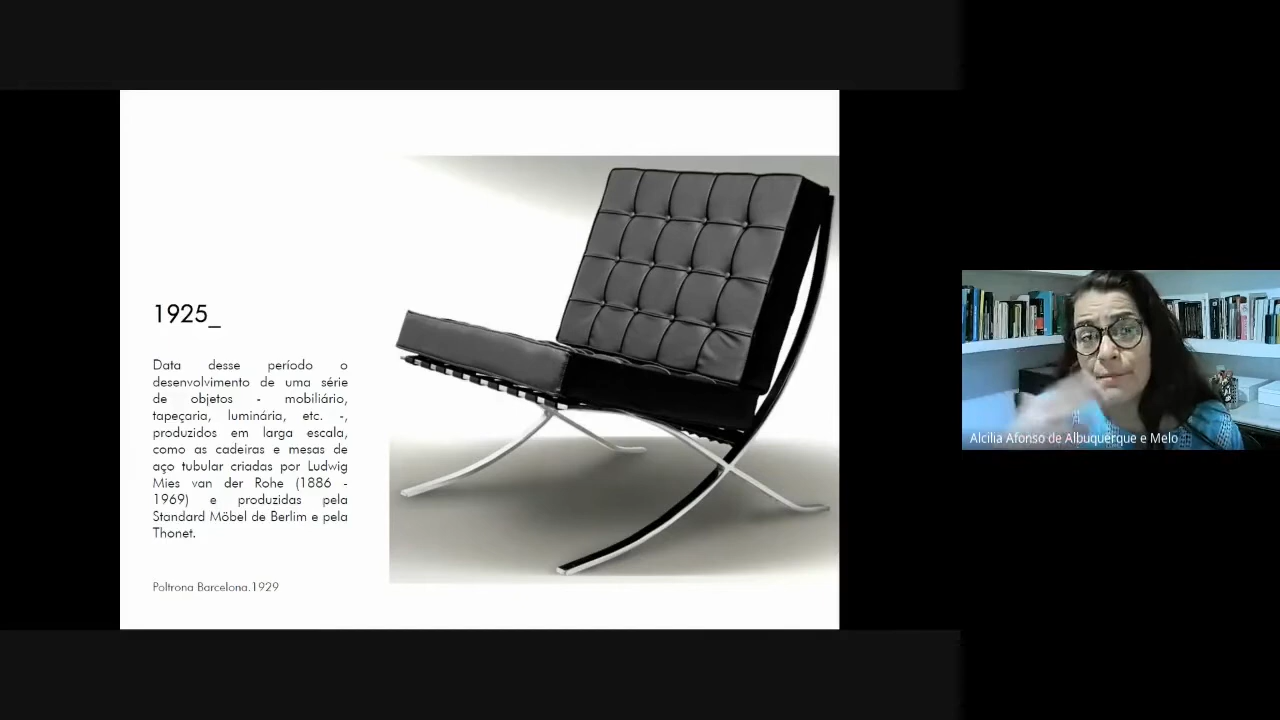 1925_
Data desse período o
desenvolvimento de uma série
de objetos - mobiliário,
tapeçaria, luminária, etc. -,
produzidos em larga escala,
como as cadeiras e mesas de
aço tubular criadas por Ludwig
Mies van der Rohe (1886 -
1969) e produzidas pela
Standard Möbel de Berlim e pela
Thonet.
Poltrona Barcelona.1929
Alcilia Afonso de Albuquerque e Melo